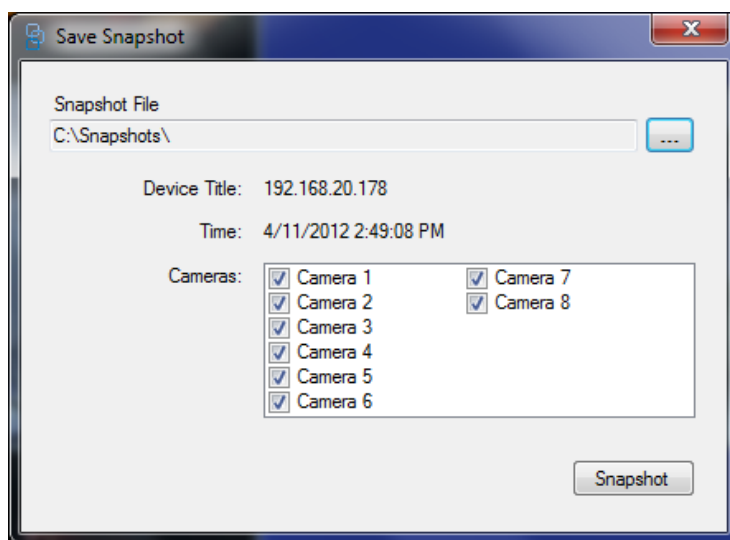 Save Snapshot
Snapshot File
C:\Snapshots\
...
Device Title: 192.168.20.178
Time: 4/11/2012 2:49:08 PM
Cameras:
Camera 1
Camera 2
Camera 3
Camera 4
Camera 5
Camera 6
Camera 7
Camera 8
Snapshot